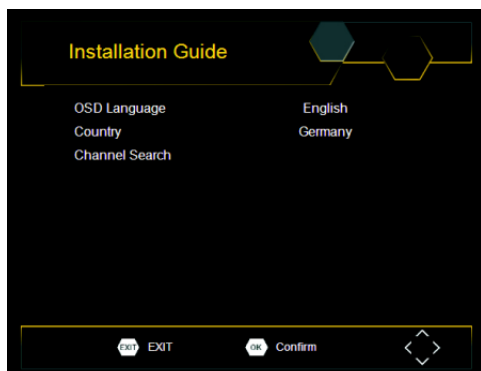 Installation Guide
OSD Language English
Country Germany
Channel Search
EXIT EXIT OK Confirm